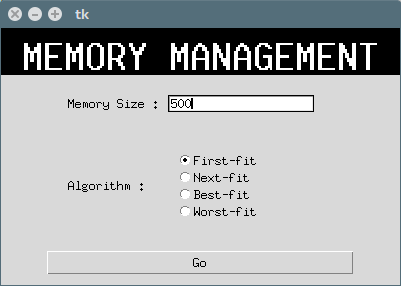 tk
MEMORY MANAGEMENT
Memory Size : 500
First-fit
Next-fit
Algorithm :
Best-fit
Worst-fit
Go